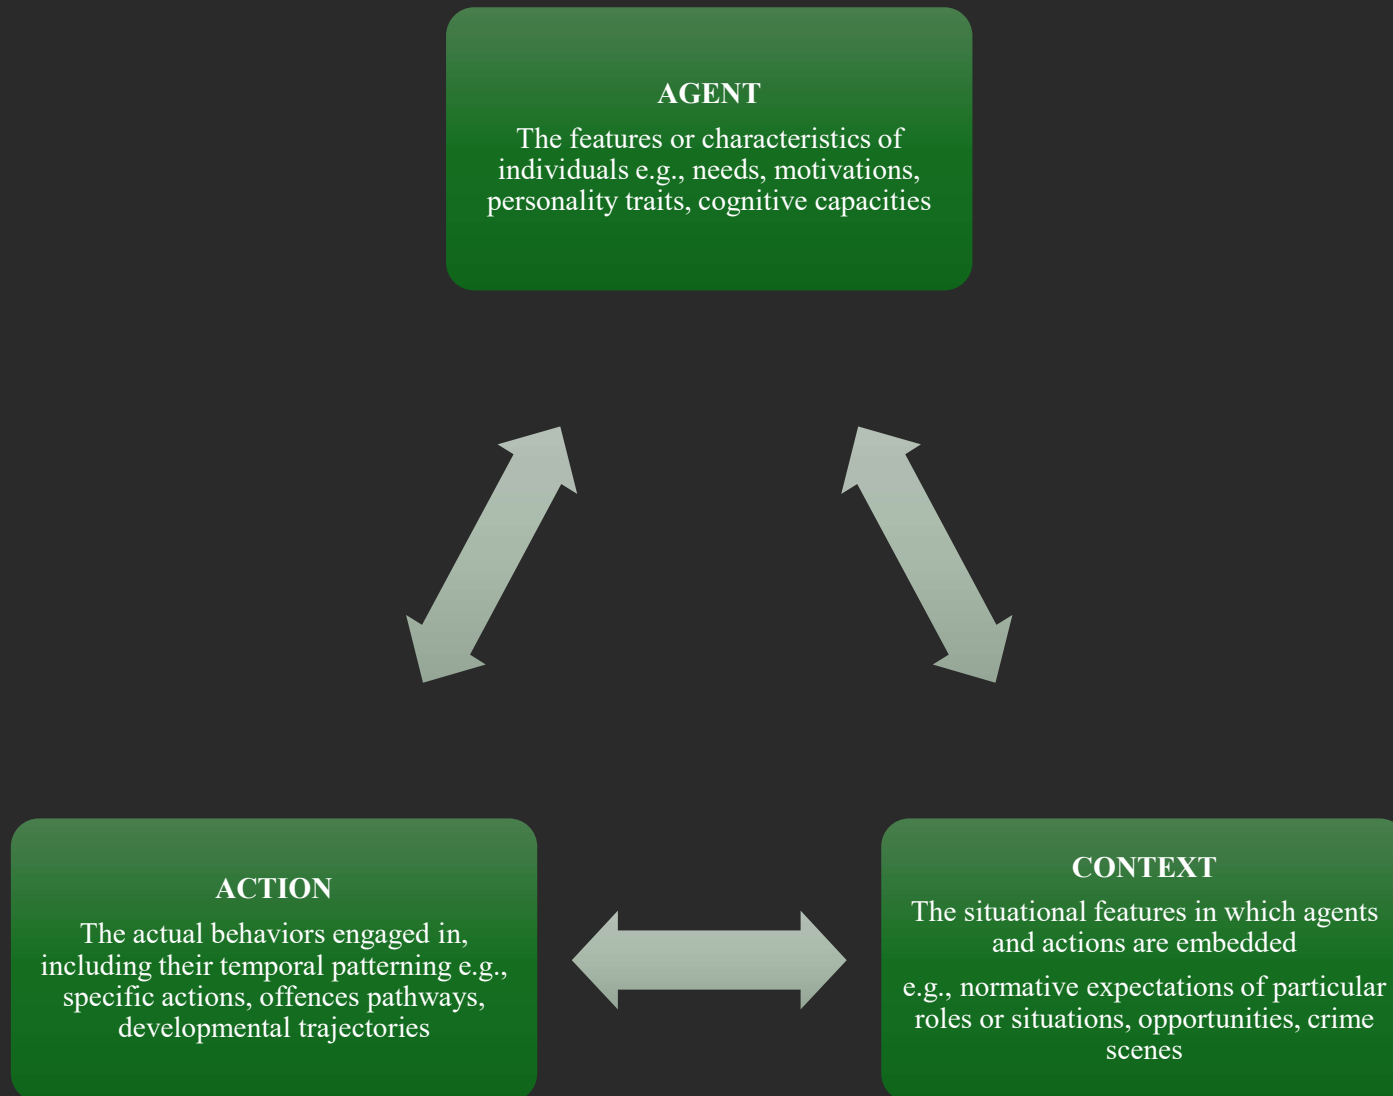 AGENT
The features or characteristics of
individuals e.g., needs, motivations,
personality traits, cognitive capacities
ACTION
The actual behaviors engaged in,
including their temporal patterning e.g.,
specific actions, offences pathways,
developmental trajectories
CONTEXT
The situational features in which agents
and actions are embedded
e.g., normative expectations of particular
roles or situations, opportunities, crime
scenes